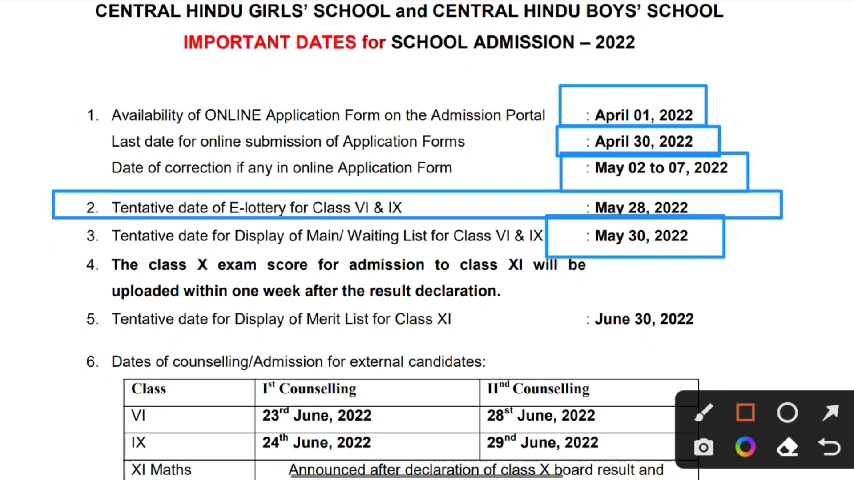 CENTRAL HINDU GIRLS' SCHOOL and CENTRAL HINDU BOYS' SCHOOL
IMPORTANT DATES for SCHOOL ADMISSION – 2022
1. Availability of ONLINE Application Form on the Admission Portal : April 01, 2022
Last date for online submission of Application Forms : April 30, 2022
Date of correction if any in online Application Form : May 02 to 07, 2022
2. Tentative date of E-lottery for Class VI & IX : May 28, 2022
3. Tentative date for Display of Main/ Waiting List for Class VI & IX : May 30, 2022
4. The class X exam score for admission to class XI will be
uploaded within one week after the result declaration.
5. Tentative date for Display of Merit List for Class XI : June 30, 2022
6. Dates of counselling/Admission for external candidates:
Class Ist Counselling IInd Counselling
VI 23rd June, 2022 28st June, 2022
IX 24th June, 2022 29nd June, 2022
XI Maths Announced after declaration of class X board result and